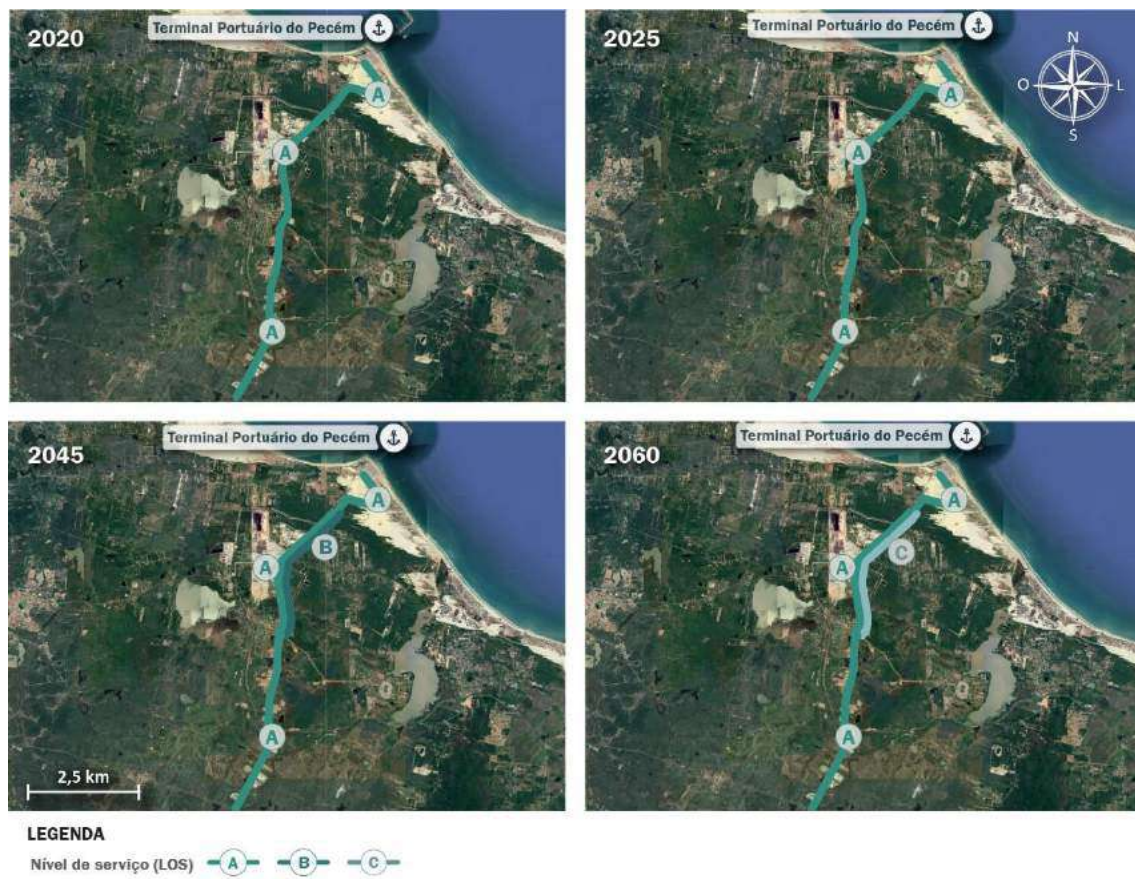 2020
Terminal Portuário do Pecém
A
A
A
2025
Terminal Portuário do Pecém
N
O
L
S
A
A
A
2045
Terminal Portuário do Pecém
A
B
A
A
2,5 km
2060
Terminal Portuário do Pecém
A
C
A
A
LEGENDA
Nível de serviço (LOS) A B C